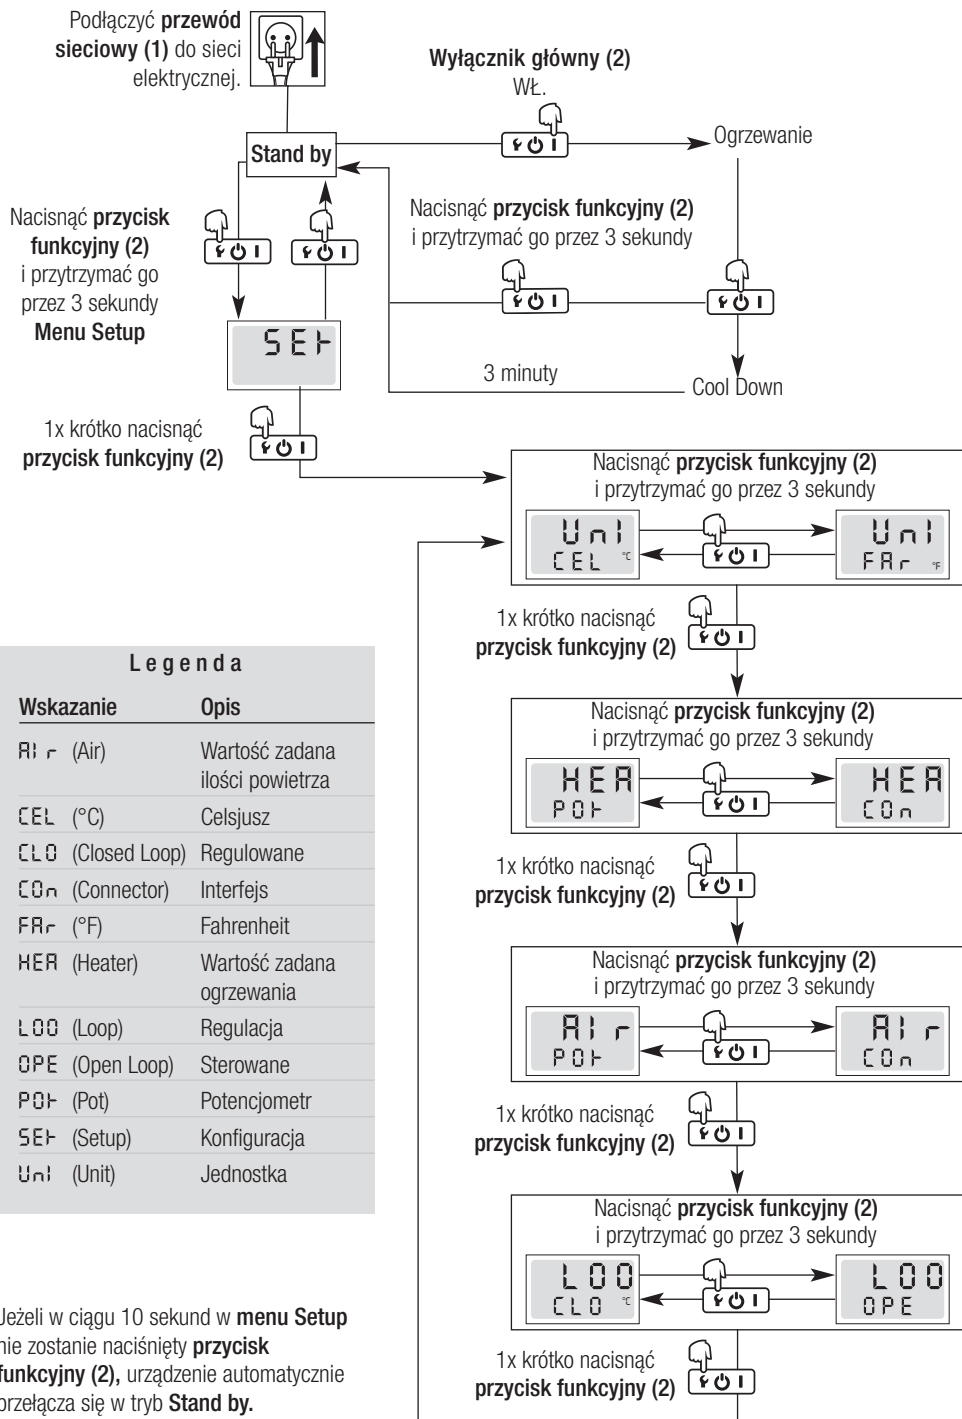 Podłączyć przewód
sieciowy (1) do sieci
elektrycznej.
Wyłącznik główny (2)
WŁ.
Stand by
Ogrzewanie
Nacisnąć przycisk
funkcyjny (2)
i przytrzymać go
przez 3 sekundy
Menu Setup
Nacisnąć przycisk funkcyjny (2)
i przytrzymać go przez 3 sekundy
SEt
3 minuty
Cool Down
1x krótko nacisnąć
przycisk funkcyjny (2)
Nacisnąć przycisk funkcyjny (2)
i przytrzymać go przez 3 sekundy
UnI
CEL °C
UnI
FAr °F
1x krótko nacisnąć
przycisk funkcyjny (2)
Nacisnąć przycisk funkcyjny (2)
i przytrzymać go przez 3 sekundy
HEA
POt
HEA
COn
1x krótko nacisnąć
przycisk funkcyjny (2)
Nacisnąć przycisk funkcyjny (2)
i przytrzymać go przez 3 sekundy
AIr
POt
AIr
COn
1x krótko nacisnąć
przycisk funkcyjny (2)
Nacisnąć przycisk funkcyjny (2)
i przytrzymać go przez 3 sekundy
LOO
CLO °C
LOO
OPE
1x krótko nacisnąć
przycisk funkcyjny (2)
Legenda
Wskazanie Opis
AIr (Air) Wartość zadana
ilości powietrza
CEL (°C) Celsjusz
CLO (Closed Loop) Regulowane
COn (Connector) Interfejs
FAr (°F) Fahrenheit
HEA (Heater) Wartość zadana
ogrzewania
LOO (Loop) Regulacja
OPE (Open Loop) Sterowane
POt (Pot) Potencjometr
SEt (Setup) Konfiguracja
UnI (Unit) Jednostka
Jeżeli w ciągu 10 sekund w menu Setup
nie zostanie naciśnięty przycisk
funkcyjny (2), urządzenie automatycznie
przełącza się w tryb Stand by.